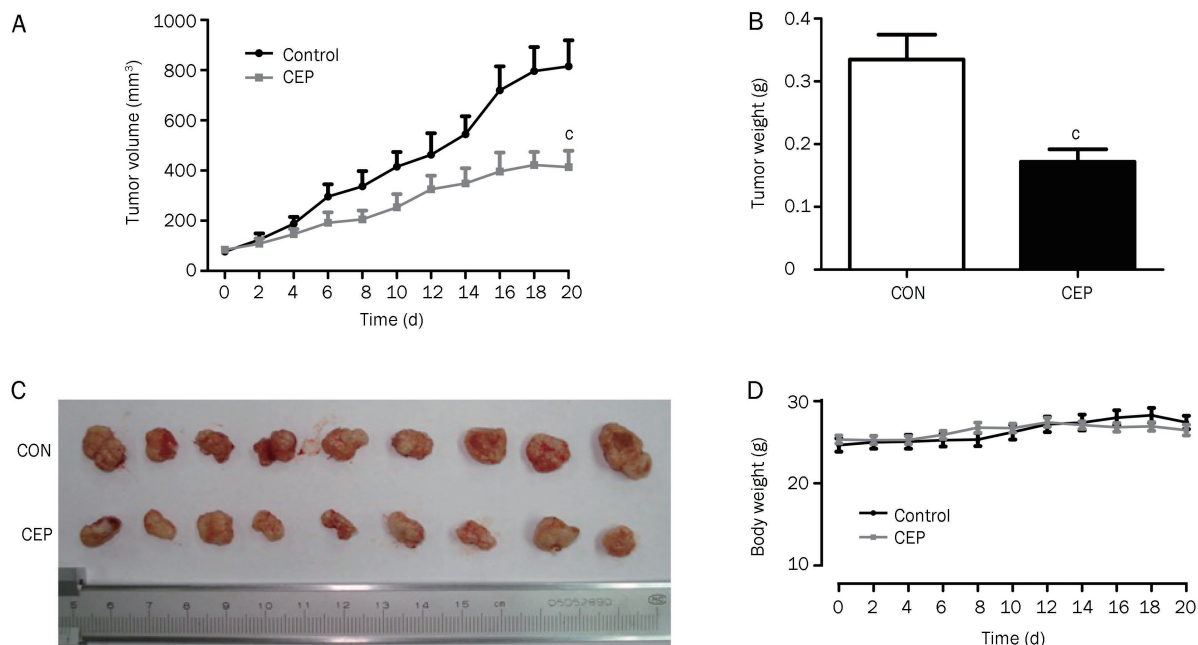 A
Tumor volume (mm³)
1000
800
600
400
200
0
Control
CEP
c
0 2 4 6 8 10 12 14 16 18 20
Time (d)
B
Tumor weight (g)
0.4
0.3
0.2
0.1
0
c
CON CEP
C
CON
CEP
5 6 7 8 9 10 11 12 13 14 15 cm
D
Body weight (g)
30
20
10
Control
CEP
0 2 4 6 8 10 12 14 16 18 20
Time (d)